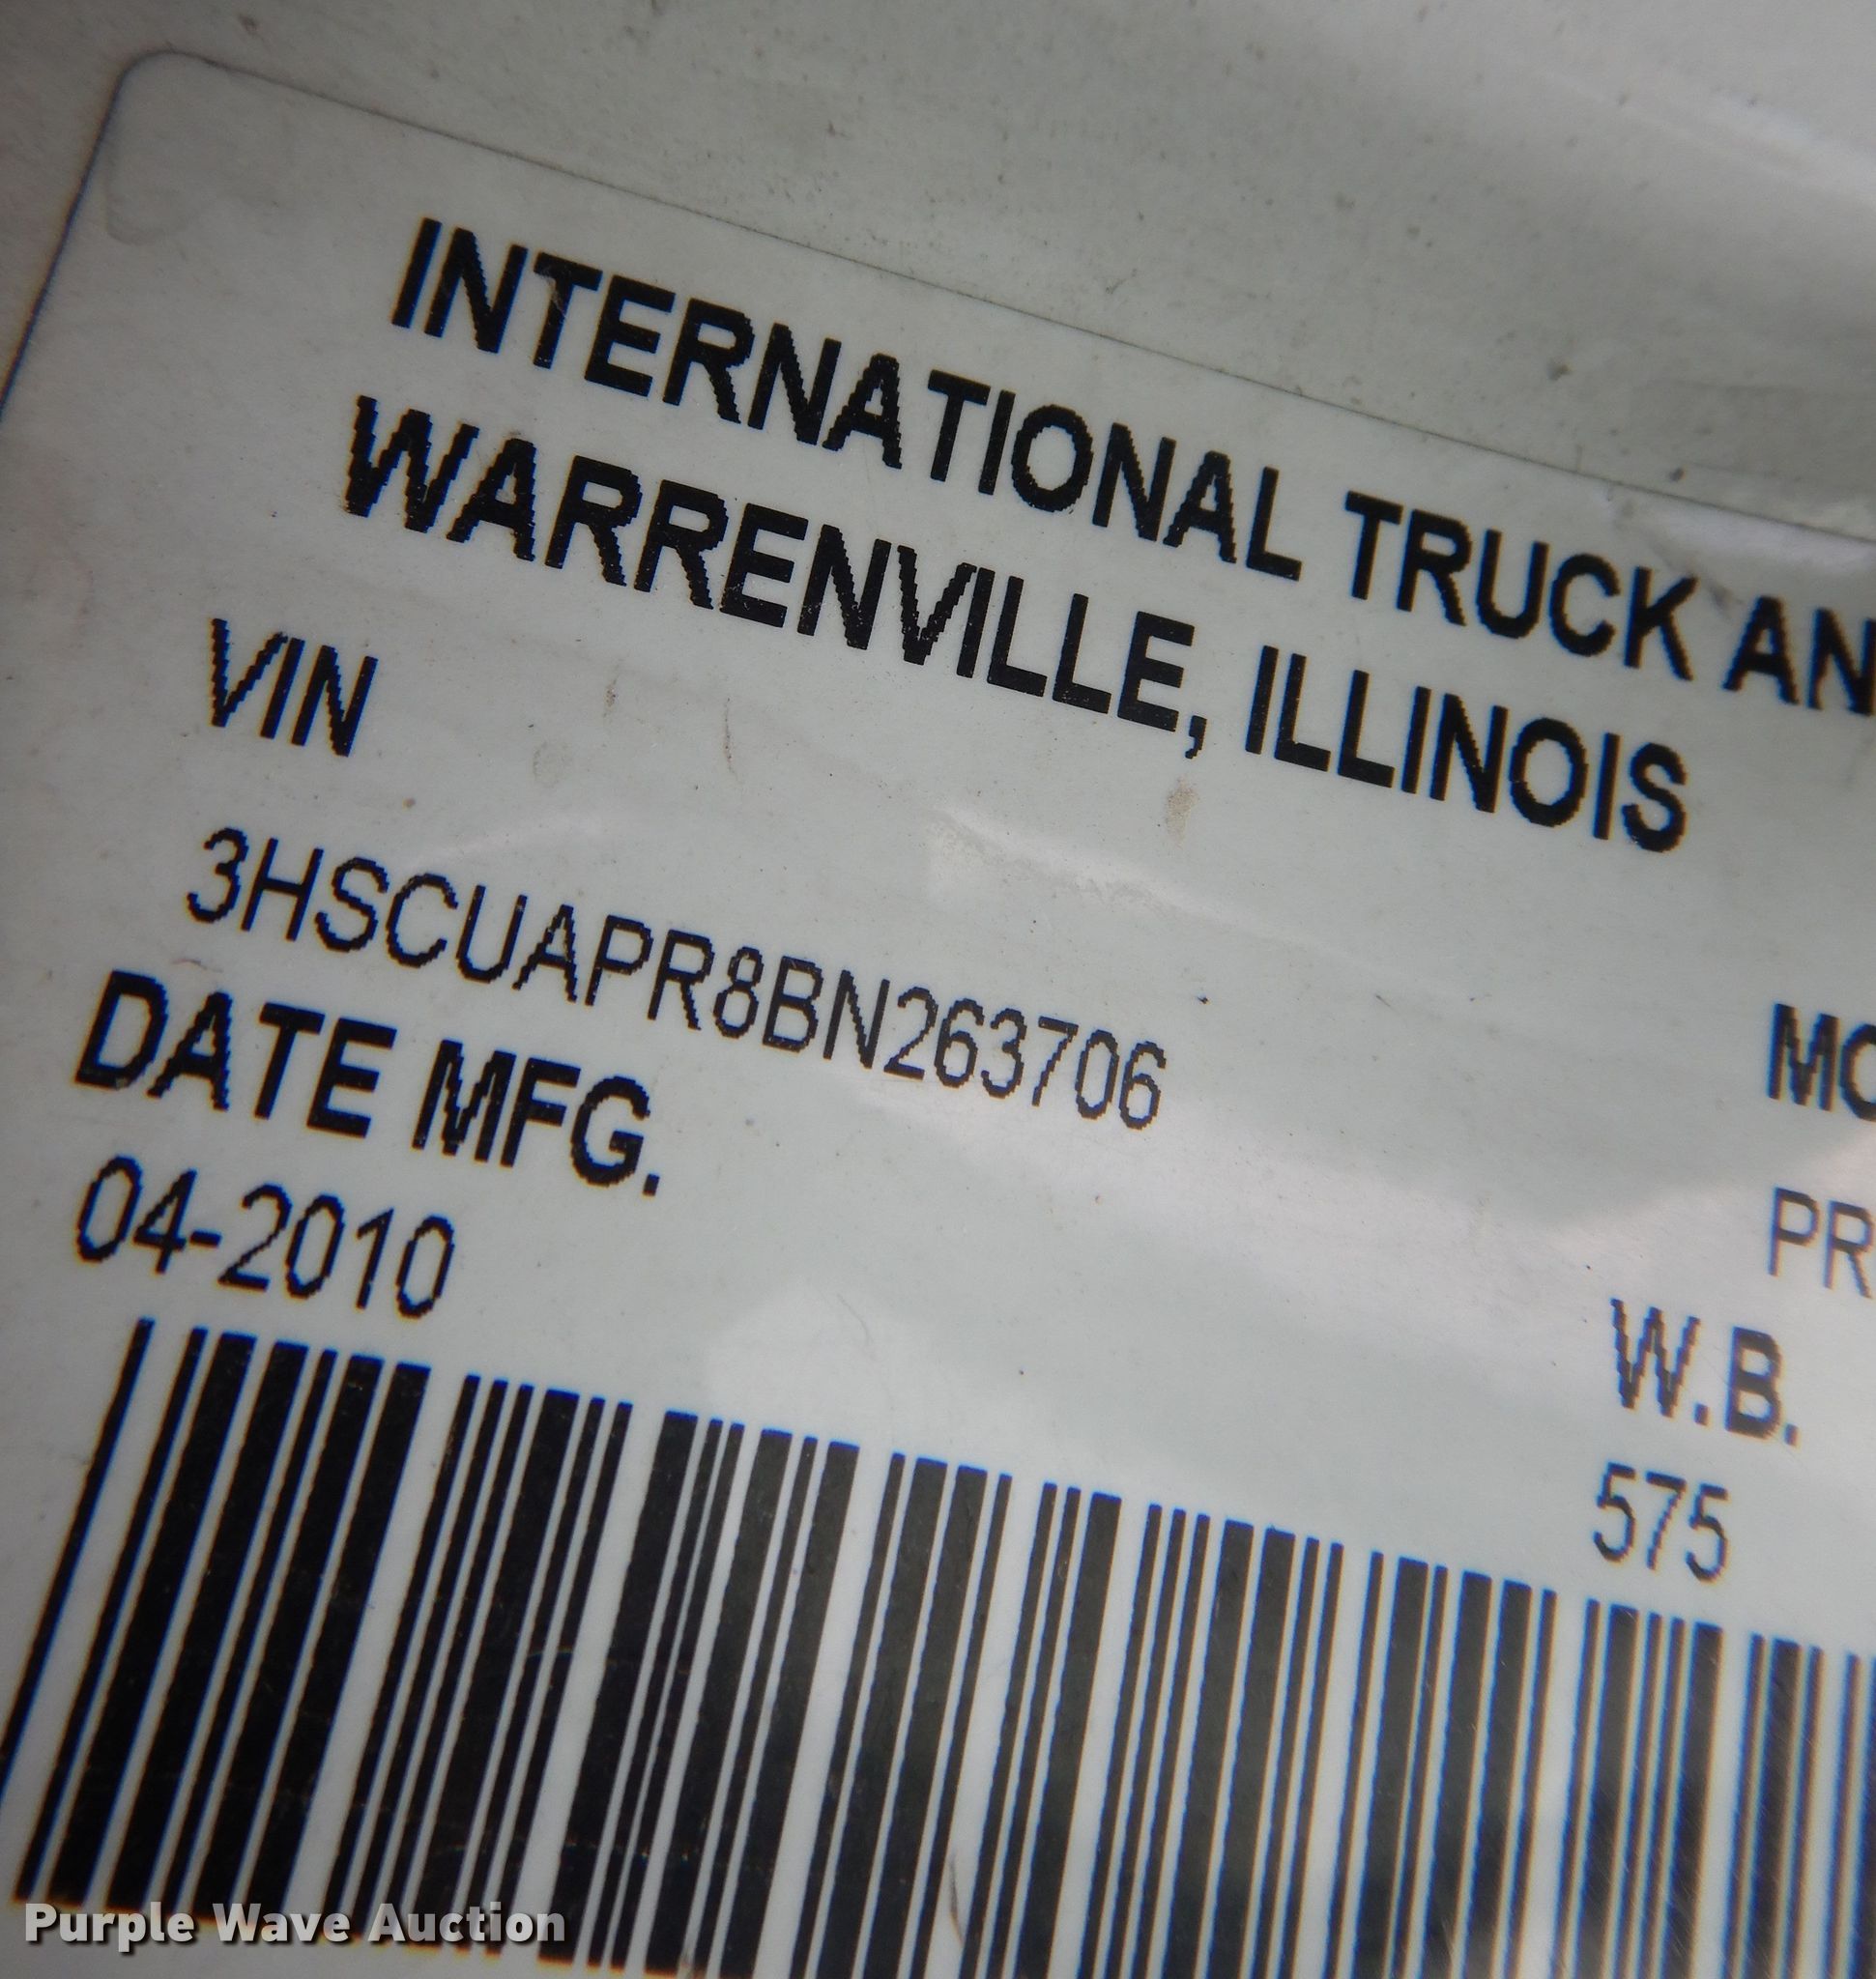 INTERNATIONAL TRUCK AN
WARRENVILLE, ILLINOIS
VIN
3HSCUAPR8BN263706
MO
DATE MFG.
PR
04-2010
W.B.
575
Purple Wave Auction